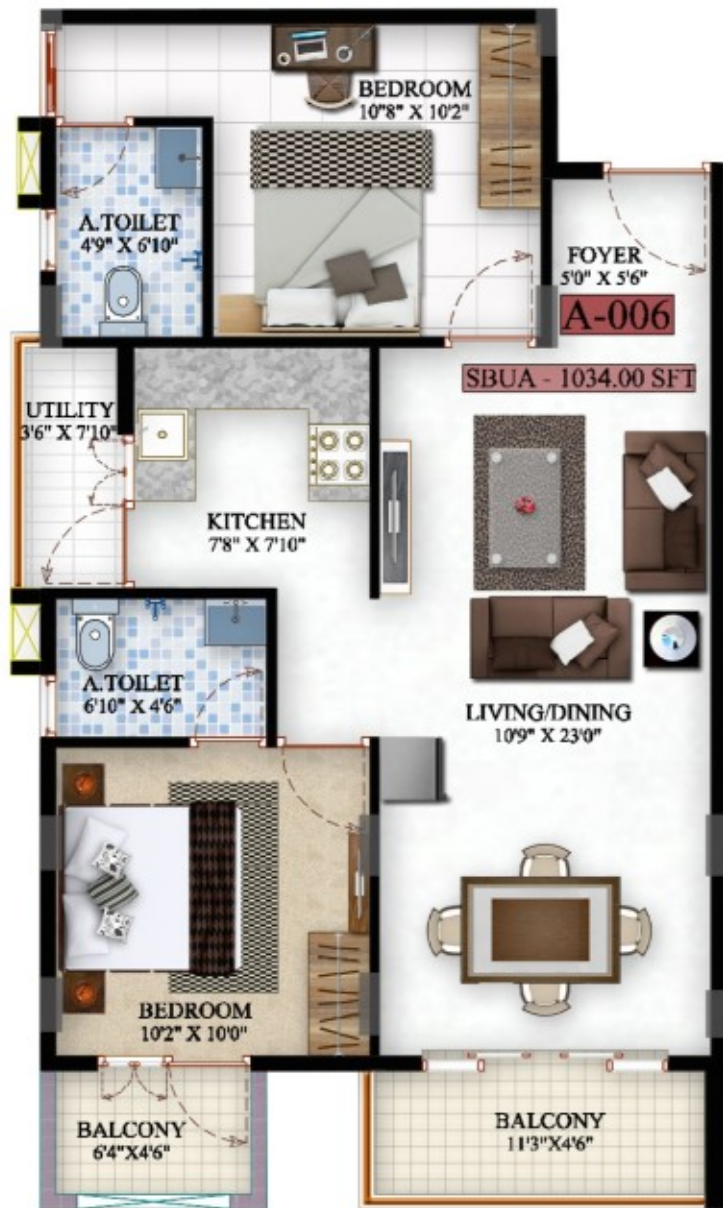 BEDROOM
10"8" X 10'2"
A.TOILET
4'9" X 6'10"
FOYER
5'0" X 5'6"
A-006
SBUA - 1034.00 SFT
UTILITY
3'6" X 7'10"
KITCHEN
7'8" X 7'10"
A.TOILET
6'10" X 4'6"
LIVING/DINING
10'9" X 23'0"
BEDROOM
10'2" X 10'0"
BALCONY
6'4"X4'6"
BALCONY
11'3"X4'6"